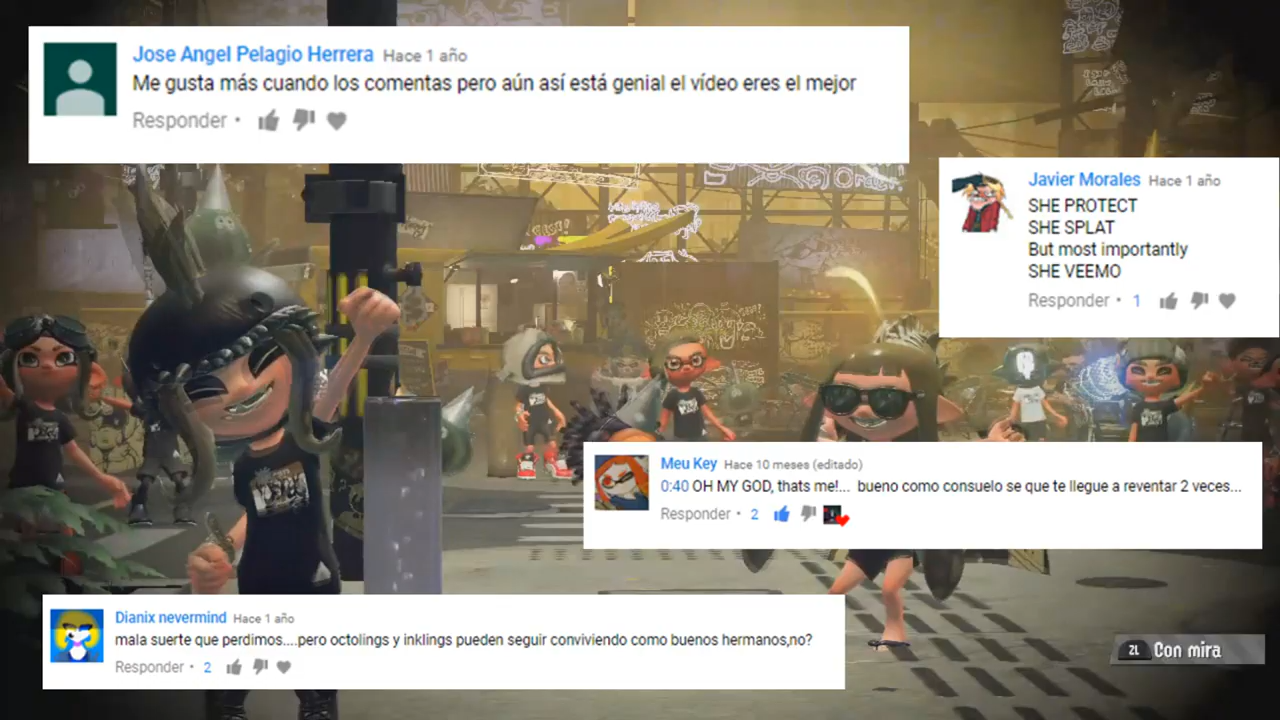 Jose Angel Pelagio Herrera Hace 1 año
Me gusta más cuando los comentas pero aún así está genial el vídeo eres el mejor
Responder •
Javier Morales Hace 1 año
SHE PROTECT
SHE SPLAT
But most importantly
SHE VEEMO
Responder • 1
Meu Key Hace 10 meses (editado)
0:40 OH MY GOD, thats me!... bueno como consuelo se que te llegue a reventar 2 veces...
Responder • 2
Dianix nevermind Hace 1 año
mala suerte que perdimos....pero octolings y inklings pueden seguir conviviendo como buenos hermanos,no?
Responder • 2
ZL Con mira